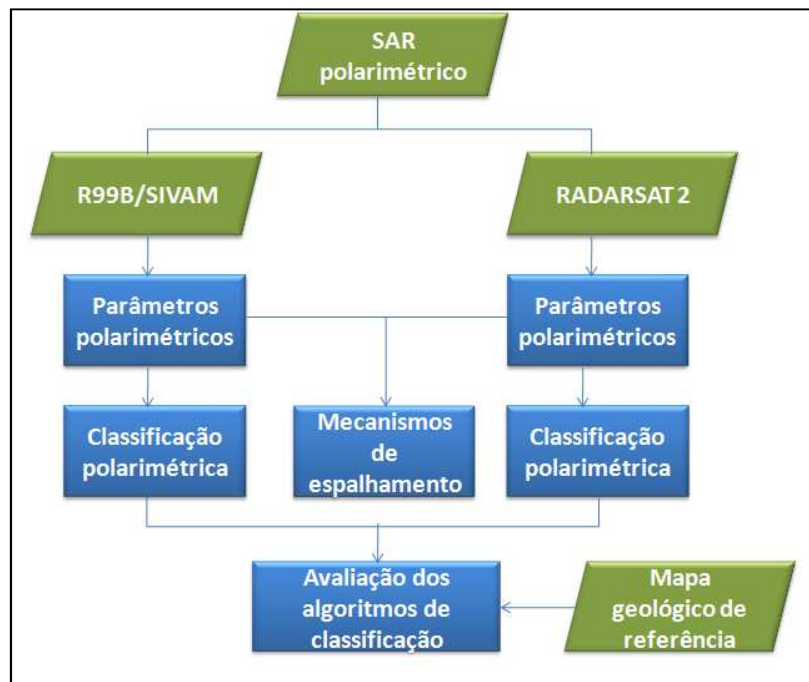 SAR
polarimétrico
R99B/SIVAM
RADARSAT 2
Parâmetros
polarimétricos
Parâmetros
polarimétricos
Classificação
polarimétrica
Mecanismos
de
espalhamento
Classificação
polarimétrica
Avaliação dos
algoritmos de
classificação
Mapa
geológico de
referência